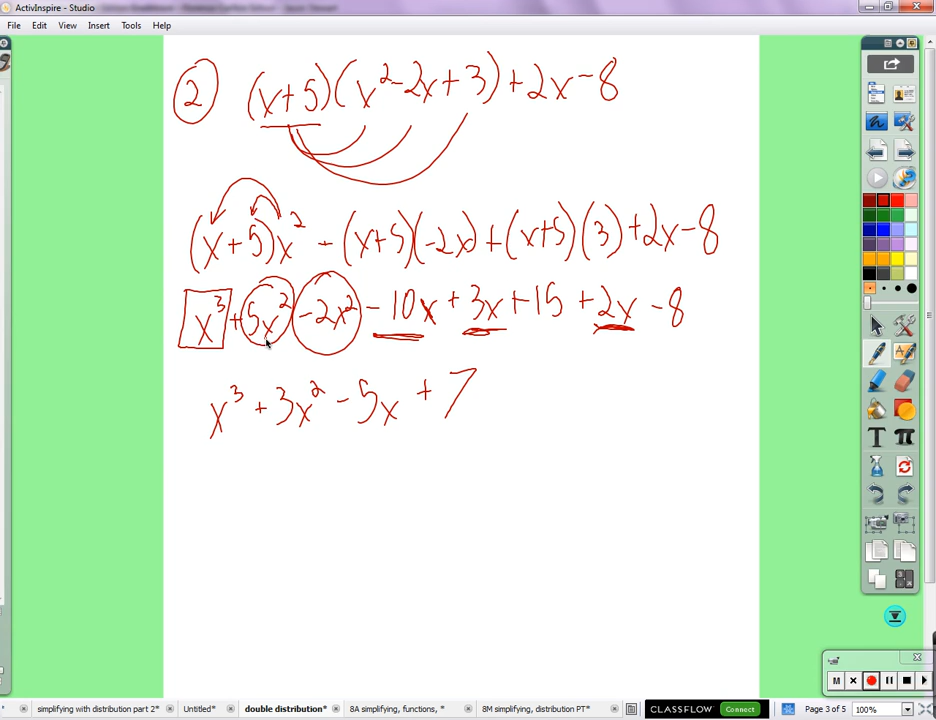 ActivInspire - Studio
File Edit View Insert Tools Help
② (x+5)(x²-2x+3)+2x-8
(x+5)x² + (x+5)(-2x)+(x+5)(3)+2x-8
x³+5x²-2x²-10x+3x+15+2x-8
x³+3x²-5x+7
simplifying with distribution part 2* Untitled* double distribution* 8A simplifying, functions, * 8M simplifying, distribution PT* CLASSFLOW Connect Page 3 of 5 100%